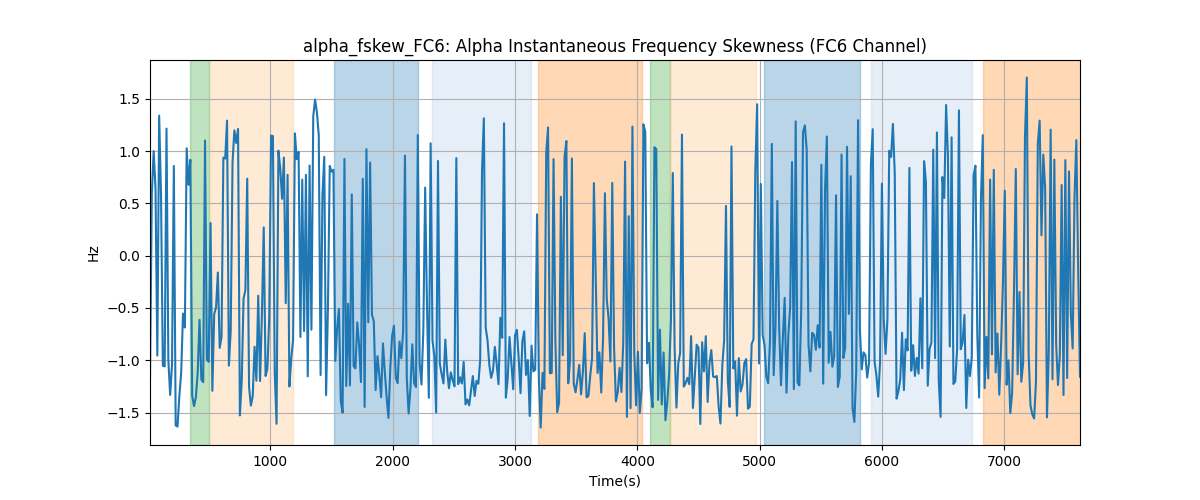 alpha_fskew_FC6: Alpha Instantaneous Frequency Skewness (FC6 Channel)
1.5
1.0
0.5
0.0
−0.5
−1.0
−1.5
Hz
1000 2000 3000 4000 5000 6000 7000
Time(s)